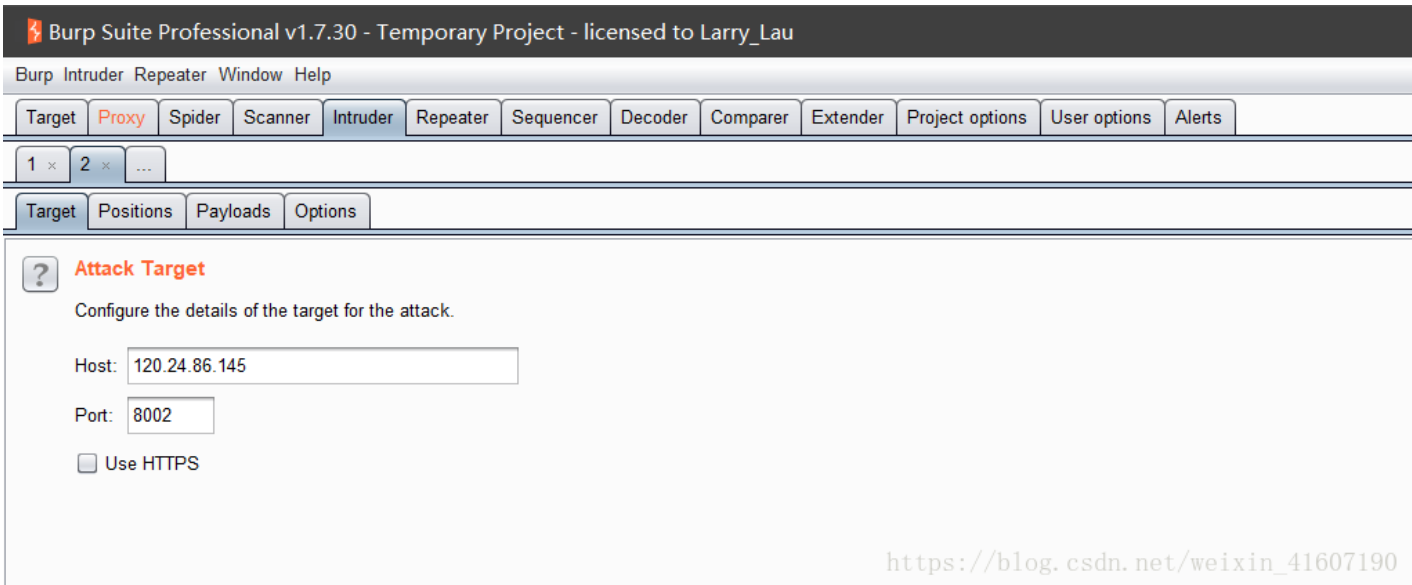 Burp Suite Professional v1.7.30 - Temporary Project - licensed to Larry_Lau
Burp Intruder Repeater Window Help
Target Proxy Spider Scanner Intruder Repeater Sequencer Decoder Comparer Extender Project options User options Alerts
1 × 2 × ...
Target Positions Payloads Options
? Attack Target
Configure the details of the target for the attack.
Host: 120.24.86.145
Port: 8002
Use HTTPS
https://blog.csdn.net/weixin_41607190